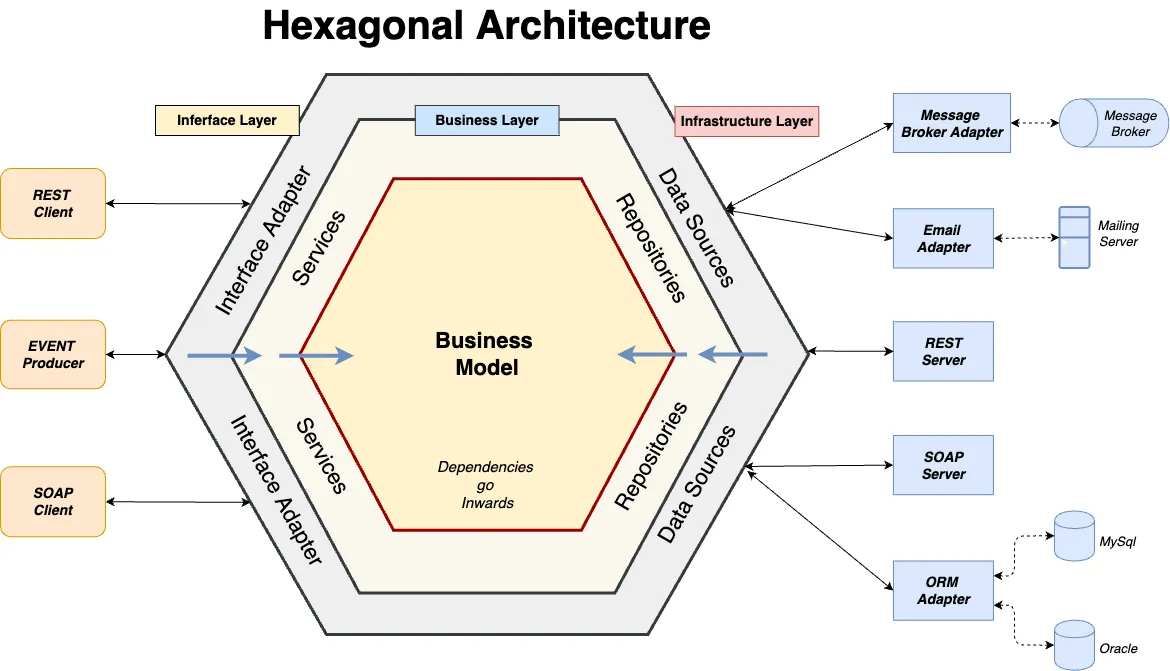 Hexagonal Architecture
Inferface Layer
Business Layer
Infrastructure Layer
Message
Broker Adapter
Message
Broker
REST
Client
Interface Adapter
Services
Repositories
Data Sources
Email
Adapter
Mailing
Server
EVENT
Producer
Business
Model
REST
Server
Interface Adapter
Services
Dependencies
go
Inwards
Repositories
Data Sources
SOAP
Server
SOAP
Client
ORM
Adapter
MySql
Oracle